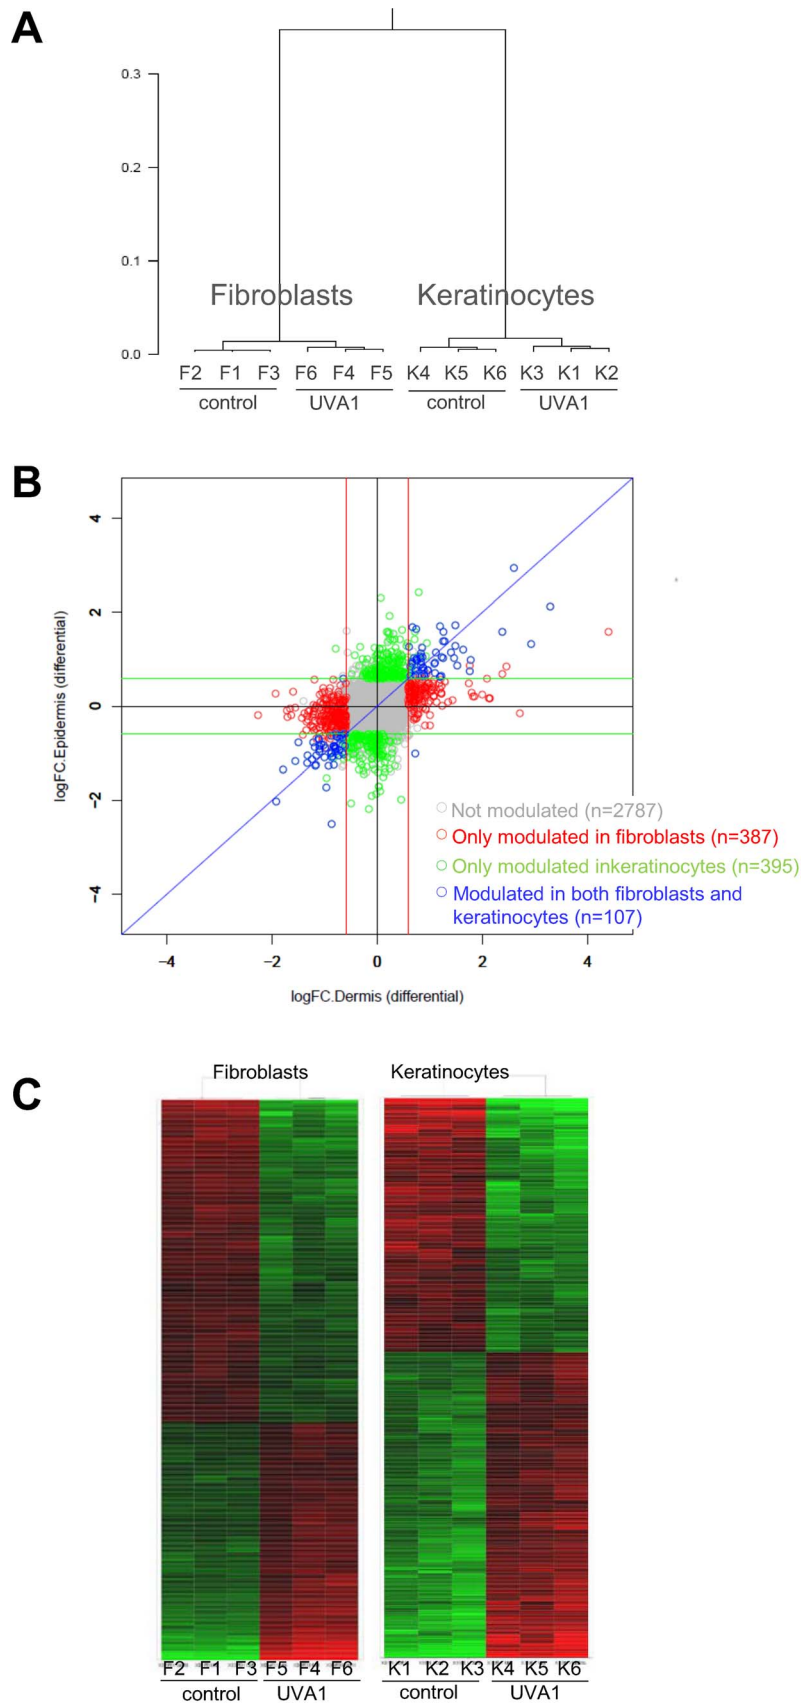 A
0.3
0.2
0.1
0.0
Fibroblasts Keratinocytes
F2 F1 F3 F6 F4 F5 K4 K5 K6 K3 K1 K2
control UVA1 control UVA1
B
logFC.Epidermis (differential)
4
2
0
−2
−4
Not modulated (n=2787)
Only modulated in fibroblasts (n=387)
Only modulated inkeratinocytes (n=395)
Modulated in both fibroblasts and
keratinocytes (n=107)
−4 −2 0 2 4
logFC.Dermis (differential)
C
Fibroblasts Keratinocytes
F2 F1 F3 F5 F4 F6 K1 K2 K3 K4 K5 K6
control UVA1 control UVA1